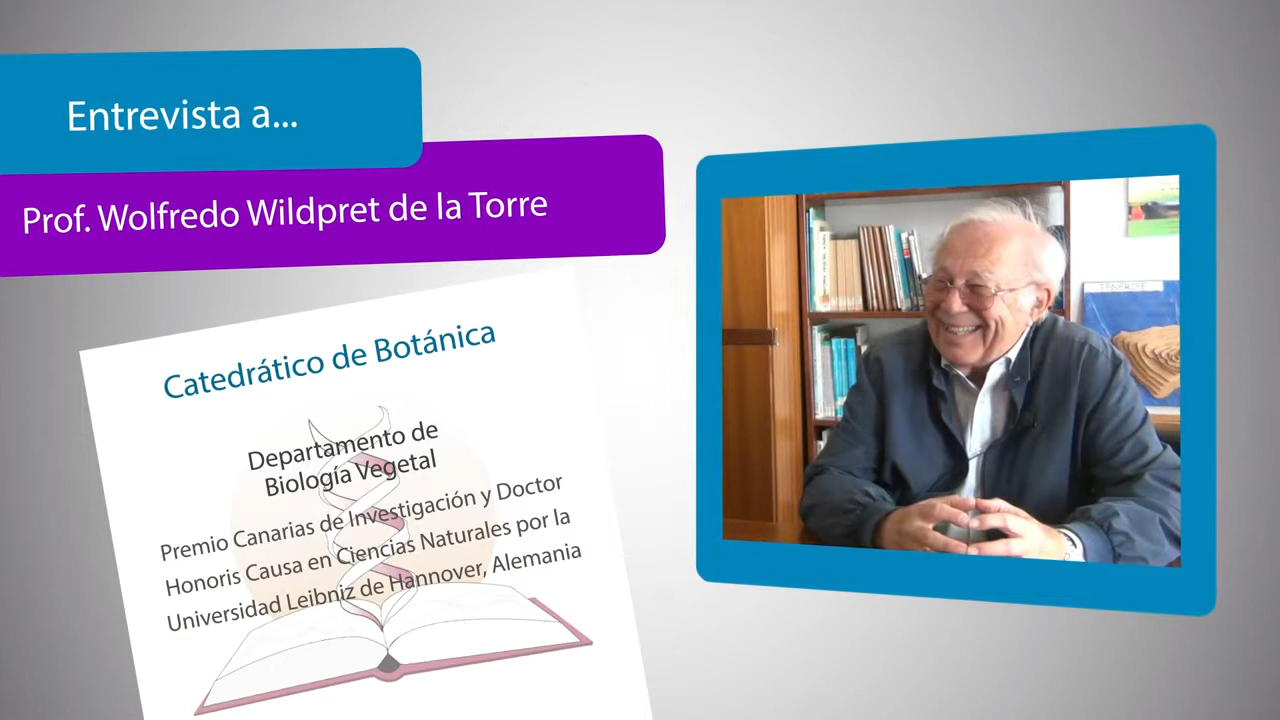 Entrevista a...
Prof. Wolfredo Wildpret de la Torre
Catedrático de Botánica
Departamento de
Biología Vegetal
Premio Canarias de Investigación y Doctor
Honoris Causa en Ciencias Naturales por la
Universidad Leibniz de Hannover, Alemania
TENERIFE